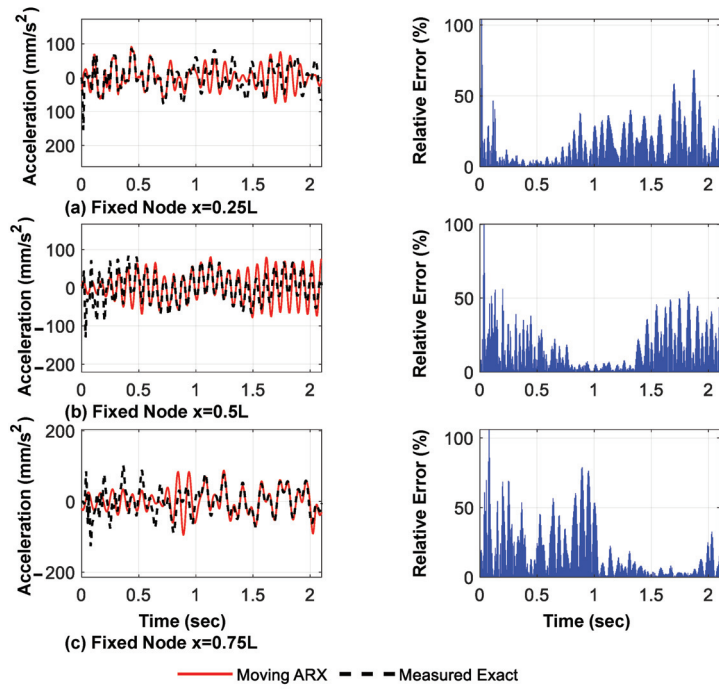 Acceleration (mm/s²)
100
0
100
200
0 0.5 1 1.5 2
(a) Fixed Node x=0.25L
Relative Error (%)
100
50
0
0 0.5 1 1.5 2
Acceleration (mm/s²)
200
100
0
−100
−200
0 0.5 1 1.5 2
(b) Fixed Node x=0.5L
Relative Error (%)
100
50
0
0 0.5 1 1.5 2
Acceleration (mm/s²)
200
0
−200
0 0.5 1 1.5 2
Time (sec)
(c) Fixed Node x=0.75L
Relative Error (%)
100
50
0
0 0.5 1 1.5 2
Time (sec)
Moving ARX Measured Exact